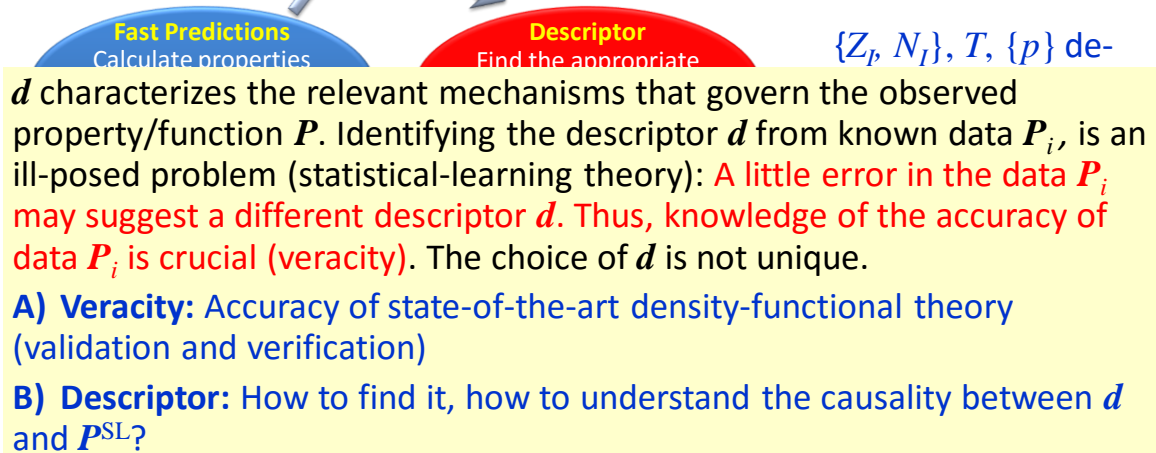 Fast Predictions
Calculate properties
Descriptor
Find the appropriate
{Z_I, N_I}, T, {p} de-
d characterizes the relevant mechanisms that govern the observed
property/function P. Identifying the descriptor d from known data P_i, is an
ill-posed problem (statistical-learning theory): A little error in the data P_i
may suggest a different descriptor d. Thus, knowledge of the accuracy of
data P_i is crucial (veracity). The choice of d is not unique.
A) Veracity: Accuracy of state-of-the-art density-functional theory
(validation and verification)
B) Descriptor: How to find it, how to understand the causality between d
and P^SL?